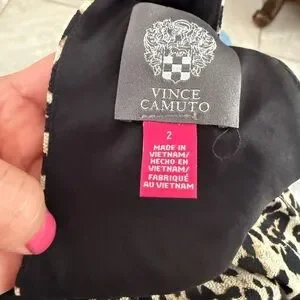 VINCE
CAMUTO
2
MADE IN
VIETNAM/
HECHO EN
VIETNAM/
FABRIQUÉ
AU VIETNAM